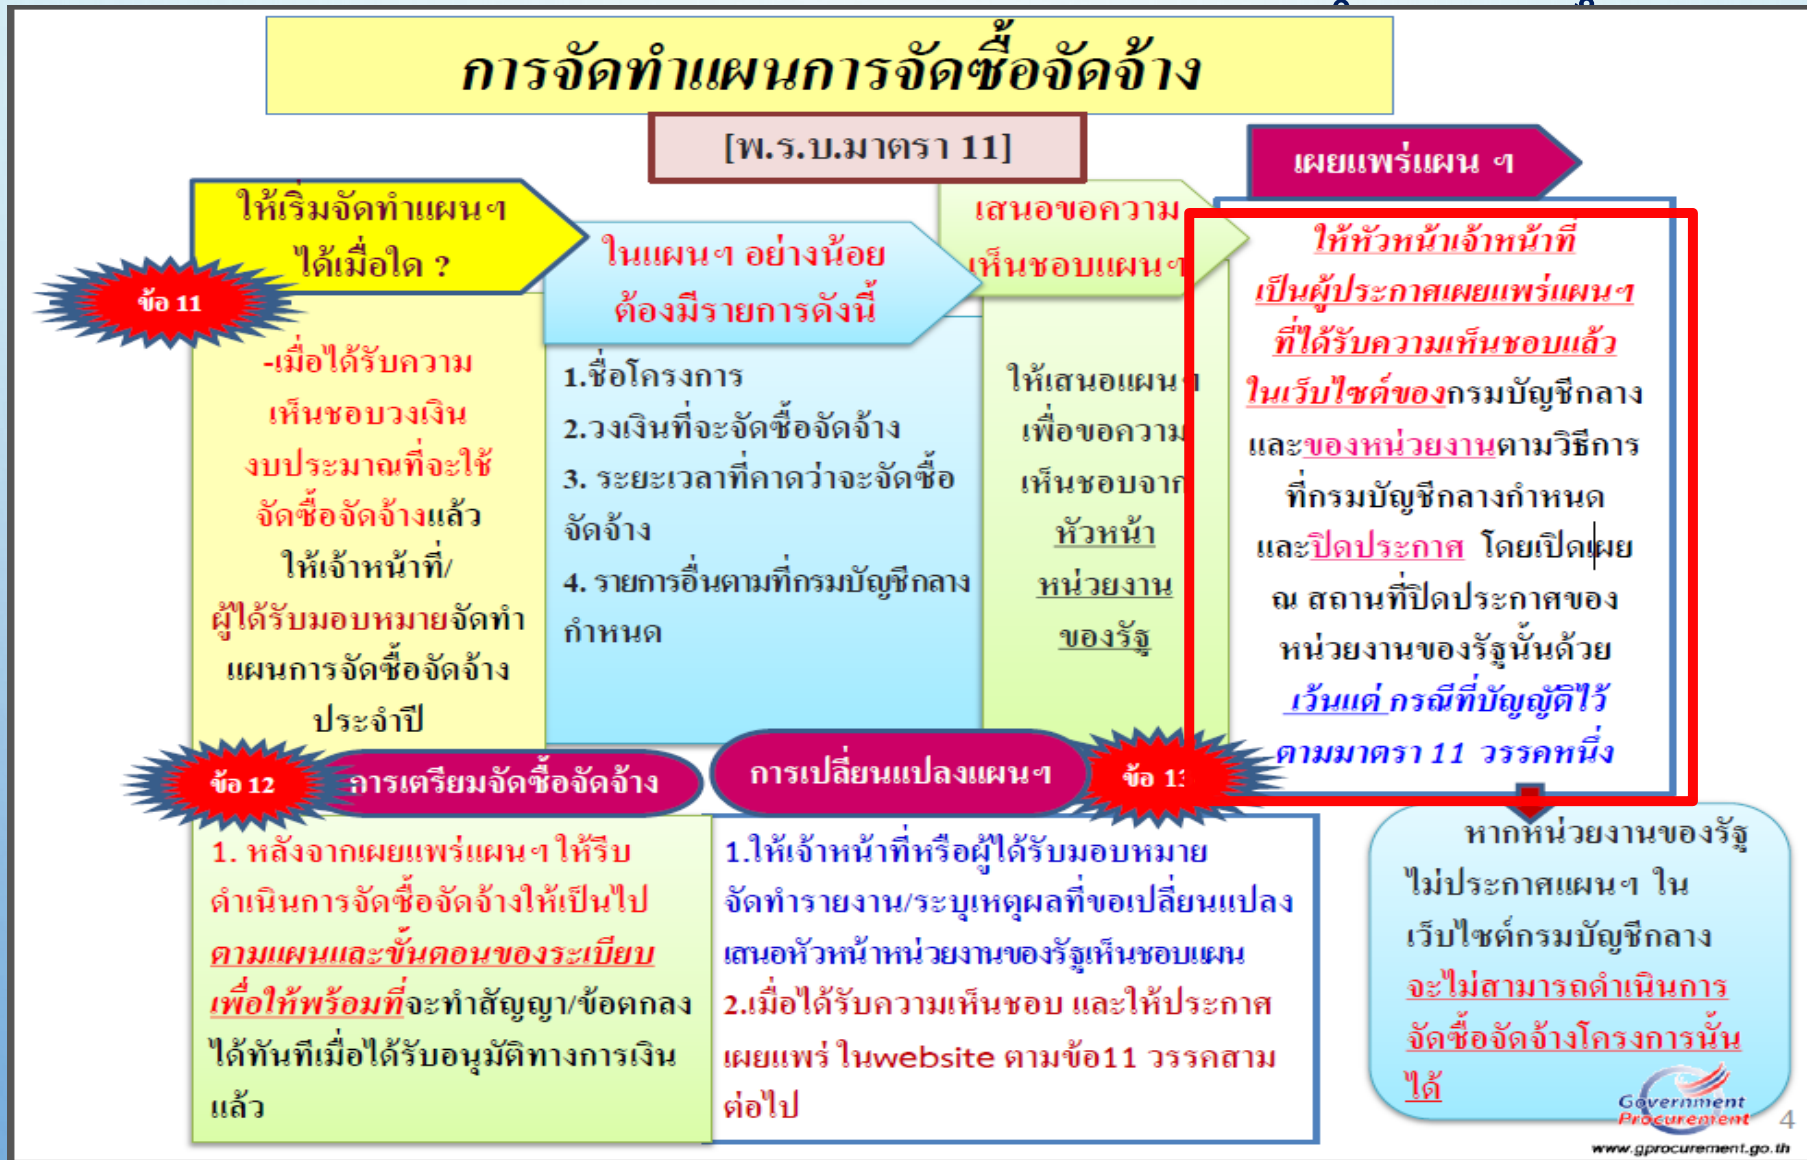 การจัดทำแผนการจัดซื้อจัดจ้าง
[พ.ร.บ.มาตรา 11]
ให้เริ่มจัดทำแผนฯ
ได้เมื่อใด ?
ข้อ 11
-เมื่อได้รับความ
เห็นชอบวงเงิน
งบประมาณที่จะใช้
จัดซื้อจัดจ้างแล้ว
ให้เจ้าหน้าที่/
ผู้ได้รับมอบหมายจัดทำ
แผนการจัดซื้อจัดจ้าง
ประจำปี
ในแผนฯ อย่างน้อย
ต้องมีรายการดังนี้
1.ชื่อโครงการ
2.วงเงินที่จะจัดซื้อจัดจ้าง
3. ระยะเวลาที่คาดว่าจะจัดซื้อ
จัดจ้าง
4. รายการอื่นตามที่กรมบัญชีกลาง
กำหนด
เสนอขอความ
เห็นชอบแผนฯ
ให้เสนอแผนฯ
เพื่อขอความ
เห็นชอบจาก
หัวหน้า
หน่วยงาน
ของรัฐ
เผยแพร่แผน ฯ
ให้หัวหน้าเจ้าหน้าที่
เป็นผู้ประกาศเผยแพร่แผนฯ
ที่ได้รับความเห็นชอบแล้ว
ในเว็บไซต์ของกรมบัญชีกลาง
และของหน่วยงานตามวิธีการ
ที่กรมบัญชีกลางกำหนด
และปิดประกาศ โดยเปิดเผย
ณ สถานที่ปิดประกาศของ
หน่วยงานของรัฐนั้นด้วย
เว้นแต่ กรณีที่บัญญัติไว้
ตามมาตรา 11 วรรคหนึ่ง
ข้อ 12
การเตรียมจัดซื้อจัดจ้าง
1. หลังจากเผยแพร่แผนฯ ให้รีบ
ดำเนินการจัดซื้อจัดจ้างให้เป็นไป
ตามแผนและขั้นตอนของระเบียบ
เพื่อให้พร้อมที่จะทำสัญญา/ข้อตกลง
ได้ทันทีเมื่อได้รับอนุมัติทางการเงิน
แล้ว
การเปลี่ยนแปลงแผนฯ
ข้อ 13
1.ให้เจ้าหน้าที่หรือผู้ได้รับมอบหมาย
จัดทำรายงาน/ระบุเหตุผลที่ขอเปลี่ยนแปลง
เสนอหัวหน้าหน่วยงานของรัฐเห็นชอบแผน
2.เมื่อได้รับความเห็นชอบ และให้ประกาศ
เผยแพร่ ในwebsite ตามข้อ11 วรรคสาม
ต่อไป
หากหน่วยงานของรัฐ
ไม่ประกาศแผนฯ ใน
เว็บไซต์กรมบัญชีกลาง
จะไม่สามารถดำเนินการ
จัดซื้อจัดจ้างโครงการนั้น
ได้
Government
Procurement
www.gprocurement.go.th
4